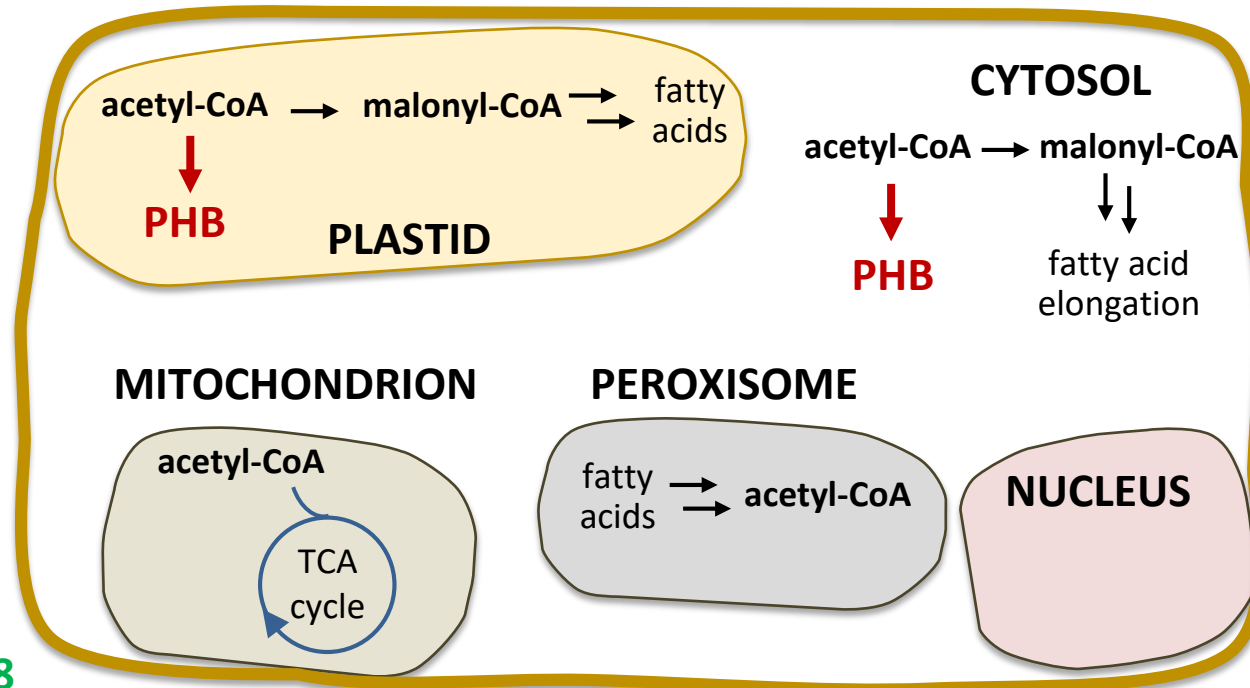 acetyl-CoA → malonyl-CoA fatty acids
PHB
PLASTID
CYTOSOL
acetyl-CoA → malonyl-CoA
PHB
fatty acid
elongation
MITOCHONDRION
acetyl-CoA
TCA
cycle
PEROXISOME
fatty
acids
acetyl-CoA
NUCLEUS
8